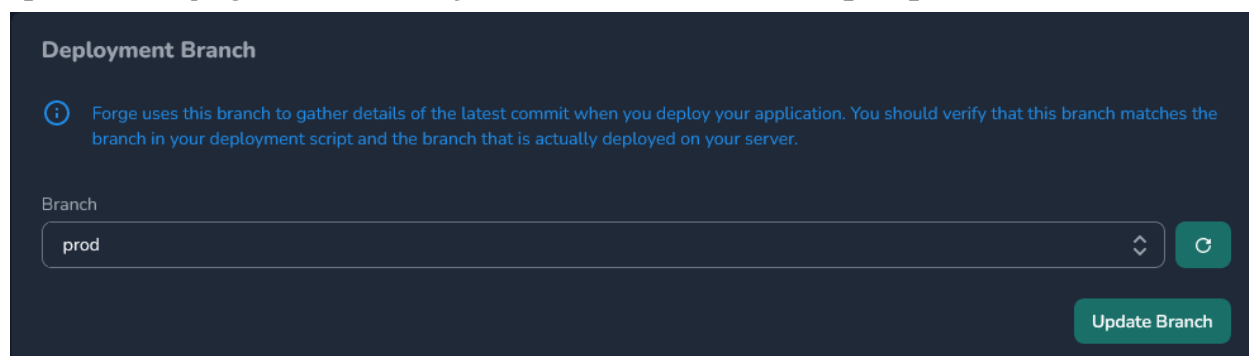 Deployment Branch
Forge uses this branch to gather details of the latest commit when you deploy your application. You should verify that this branch matches the
branch in your deployment script and the branch that is actually deployed on your server.
Branch
prod
Update Branch